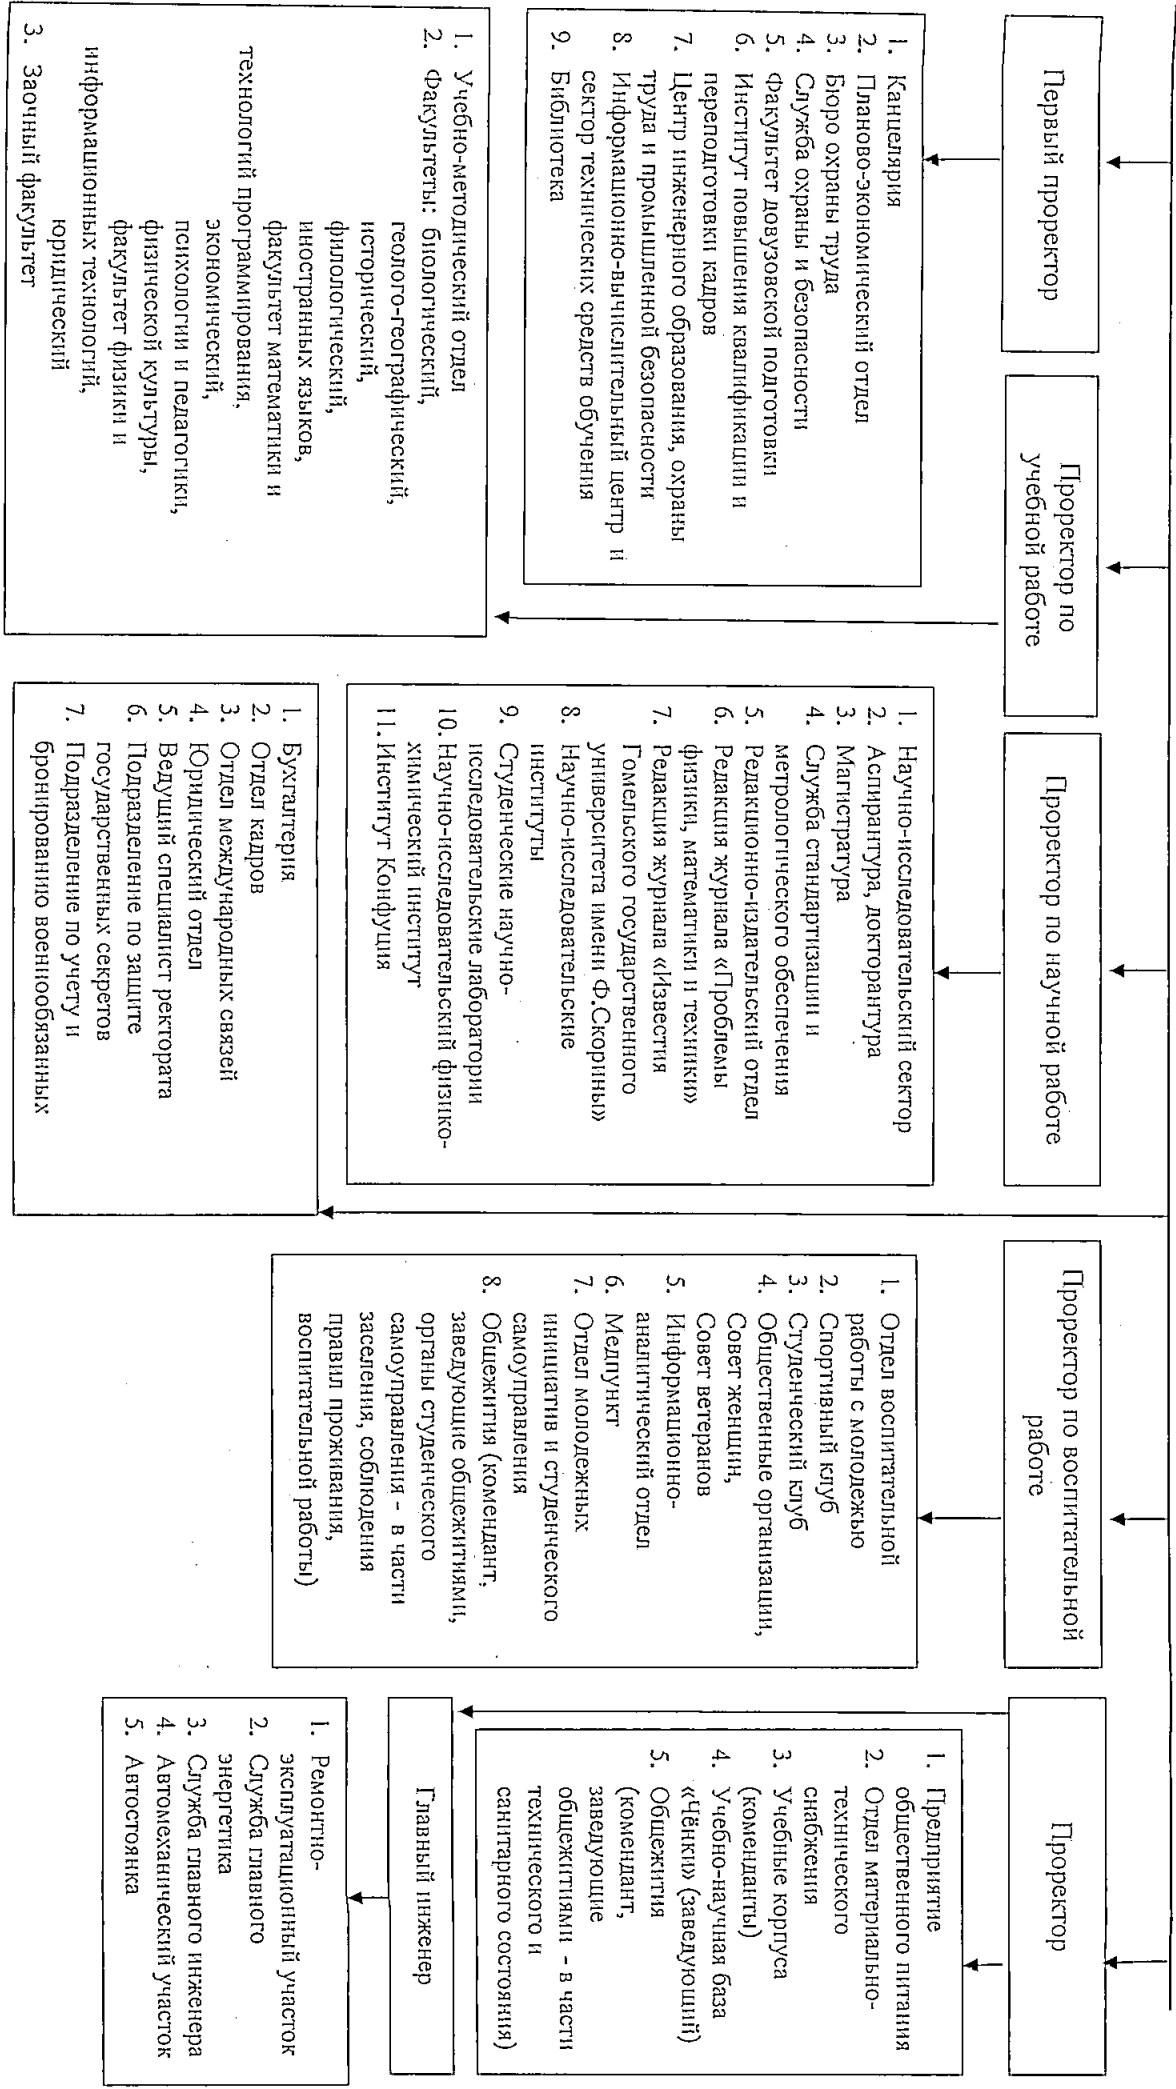 Первый проректор
Проректор по
учебной работе
Проректор по научной работе
Проректор по воспитательной
работе
Проректор
1. Канцелярия
2. Планово-экономический отдел
3. Бюро охраны труда
4. Служба охраны и безопасности
5. Факультет довузовской подготовки
6. Институт повышения квалификации и
переподготовки кадров
7. Центр инженерного образования, охраны
труда и промышленной безопасности
8. Информационно-вычислительный центр и
сектор технических средств обучения
9. Библиотека
1. Учебно-методический отдел
2. Факультеты: биологический,
геолого-географический,
исторический,
филологический,
иностранных языков,
факультет математики и
технологий программирования,
экономический,
психологии и педагогики,
физической культуры,
факультет физики и
информационных технологий,
юридический
3. Заочный факультет
1. Научно-исследовательский сектор
2. Аспирантура, докторантура
3. Магистратура
4. Служба стандартизации и
метрологического обеспечения
5. Редакционно-издательский отдел
6. Редакция журнала «Проблемы
физики, математики и техники»
7. Редакция журнала «Известия
Гомельского государственного
университета имени Ф.Скорины»
8. Научно-исследовательские
институты
9. Студенческие научно-
исследовательские лаборатории
10. Научно-исследовательский физико-
химический институт
11. Институт Конфуция
1. Бухгалтерия
2. Отдел кадров
3. Отдел международных связей
4. Юридический отдел
5. Ведущий специалист ректората
6. Подразделение по защите
государственных секретов
7. Подразделение по учету и
бронированию военнообязанных
1. Отдел воспитательной
работы с молодежью
2. Спортивный клуб
3. Студенческий клуб
4. Общественные организации,
Совет женщин,
Совет ветеранов
5. Информационно-
аналитический отдел
6. Медпункт
7. Отдел молодежных
инициатив и студенческого
самоуправления
8. Общежития (комендант,
заведующие общежитиями,
органы студенческого
самоуправления - в части
заселения, соблюдения
правил проживания,
воспитательной работы)
1. Предприятие
общественного питания
2. Отдел материально-
технического
снабжения
3. Учебные корпуса
(коменданты)
4. Учебно-научная база
«Чёнки» (заведующий)
5. Общежития
(комендант,
заведующие
общежитиями - в части
технического и
санитарного состояния)
Главный инженер
1. Ремонтно-
эксплуатационный участок
2. Служба главного
энергетика
3. Служба главного инженера
4. Автомеханический участок
5. Автостоянка